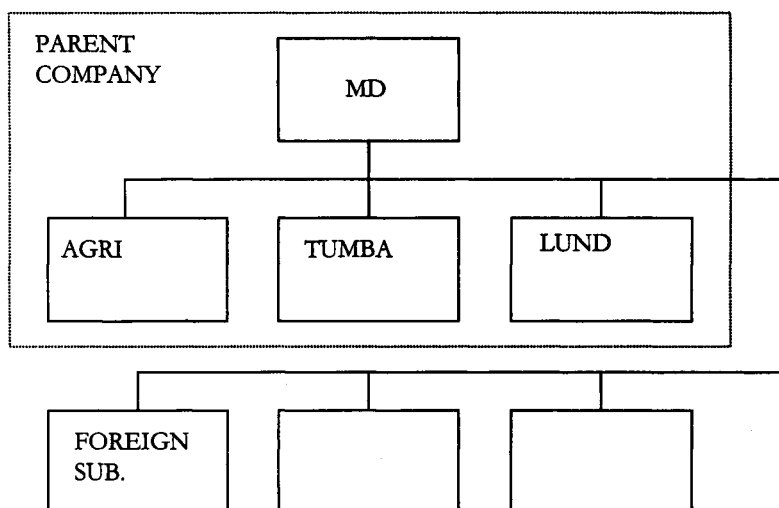 PARENT
COMPANY
MD
AGRI
TUMBA
LUND
FOREIGN
SUB.